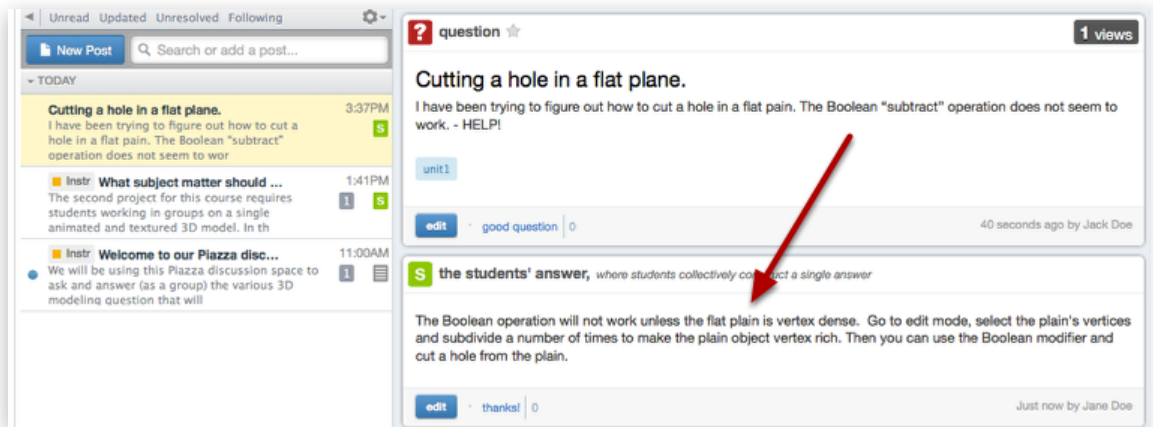 Unread Updated Unresolved Following
New Post
Search or add a post...
TODAY
Cutting a hole in a flat plane. 3:37PM
I have been trying to figure out how to cut a
hole in a flat pain. The Boolean "subtract"
operation does not seem to wor
S
Instr What subject matter should ... 1:41PM
The second project for this course requires
students working in groups on a single
animated and textured 3D model. In th
1 S
Instr Welcome to our Piazza disc... 11:00AM
We will be using this Piazza discussion space to
ask and answer (as a group) the various 3D
modeling question that will
1
? question 1 views
Cutting a hole in a flat plane.
I have been trying to figure out how to cut a hole in a flat pain. The Boolean “subtract” operation does not seem to
work. - HELP!
unit1
edit · good question 0 40 seconds ago by Jack Doe
S the students' answer, where students collectively construct a single answer
The Boolean operation will not work unless the flat plain is vertex dense. Go to edit mode, select the plain's vertices
and subdivide a number of times to make the plain object vertex rich. Then you can use the Boolean modifier and
cut a hole from the plain.
edit · thanks! 0 Just now by Jane Doe